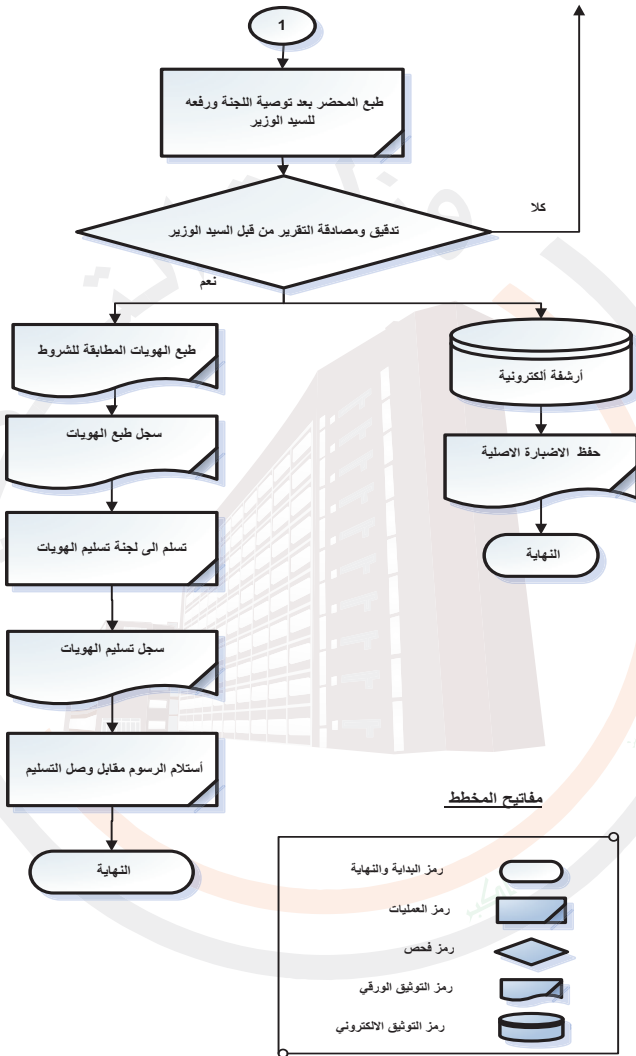 1
طبع المحضر بعد توصية اللجنة ورفعه
للسيد الوزير
تدقيق ومصادقة التقرير من قبل السيد الوزير
كلا
نعم
طبع الهويات المطابقة للشروط
سجل طبع الهويات
تسلم الى لجنة تسليم الهويات
سجل تسليم الهويات
أستلام الرسوم مقابل وصل التسليم
النهاية
أرشفة ألكترونية
حفظ الاضبارة الاصلية
النهاية
مفاتيح المخطط
رمز البداية والنهاية
رمز العمليات
رمز فحص
رمز التوثيق الورقي
رمز التوثيق الالكتروني